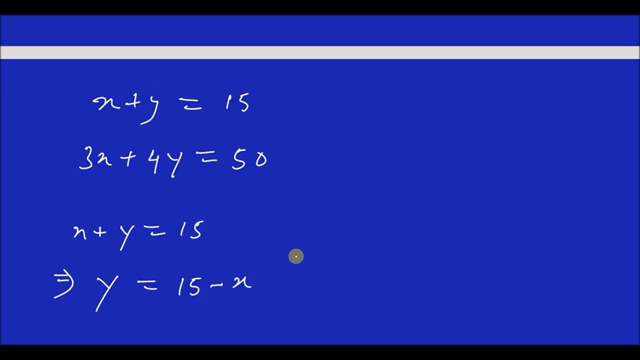 x + y = 15
3x + 4y = 50
x + y = 15
⇒ y = 15 - x